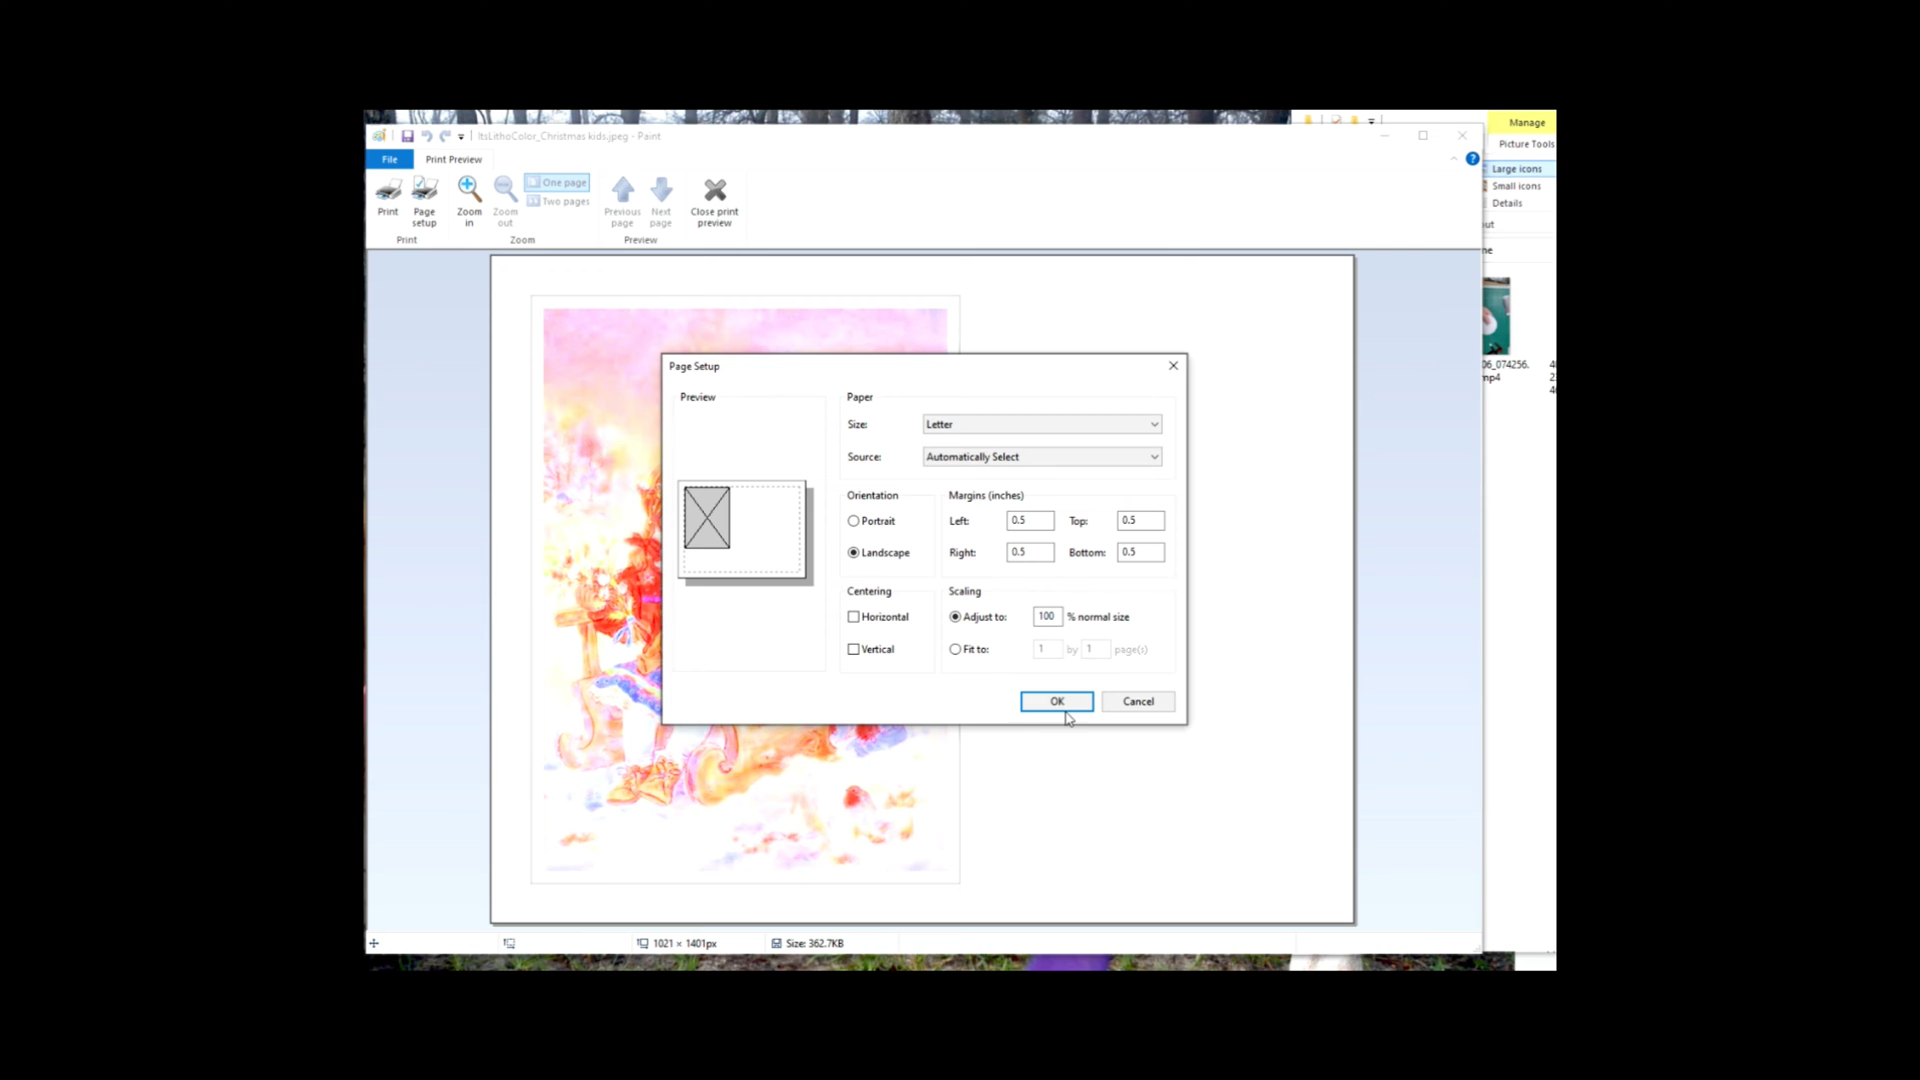 ItsLithoColor_Christmas kids.jpeg - Paint
Manage
File
Print Preview
Picture Tools
Print
Page setup
Zoom in
Zoom out
One page
Two pages
Previous page
Next page
Close print preview
Print
Zoom
Preview
Large icons
Small icons
Details
out
ne
06_074256.
mp4
Page Setup
Preview
Paper
Size:
Letter
Source:
Automatically Select
Orientation
Portrait
Landscape
Margins (inches)
Left: 0.5 Top: 0.5
Right: 0.5 Bottom: 0.5
Centering
Horizontal
Vertical
Scaling
Adjust to: 100 % normal size
Fit to: 1 by 1 page(s)
OK
Cancel
1021 × 1401px
Size: 362.7KB